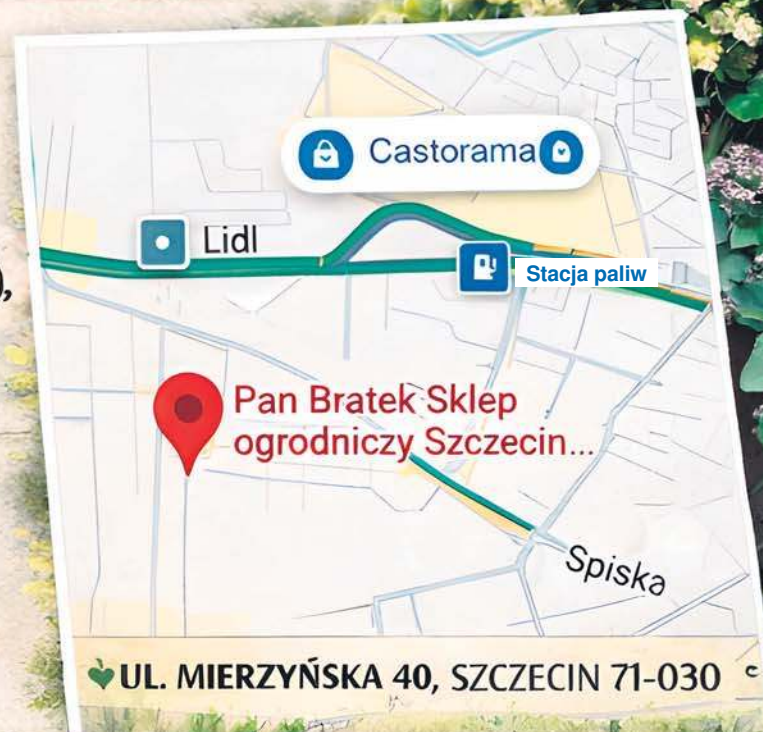 Castorama
Lidl
Stacja paliw
Pan Bratek Sklep
ogrodniczy Szczecin...
Spiska
UL. MIERZYŃSKA 40, SZCZECIN 71-030